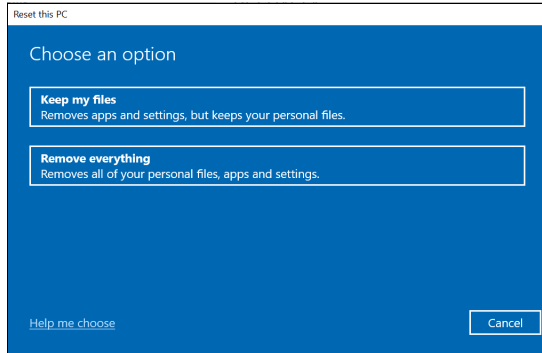 Reset this PC
Choose an option
Keep my files
Removes apps and settings, but keeps your personal files.
Remove everything
Removes all of your personal files, apps and settings.
Help me choose
Cancel